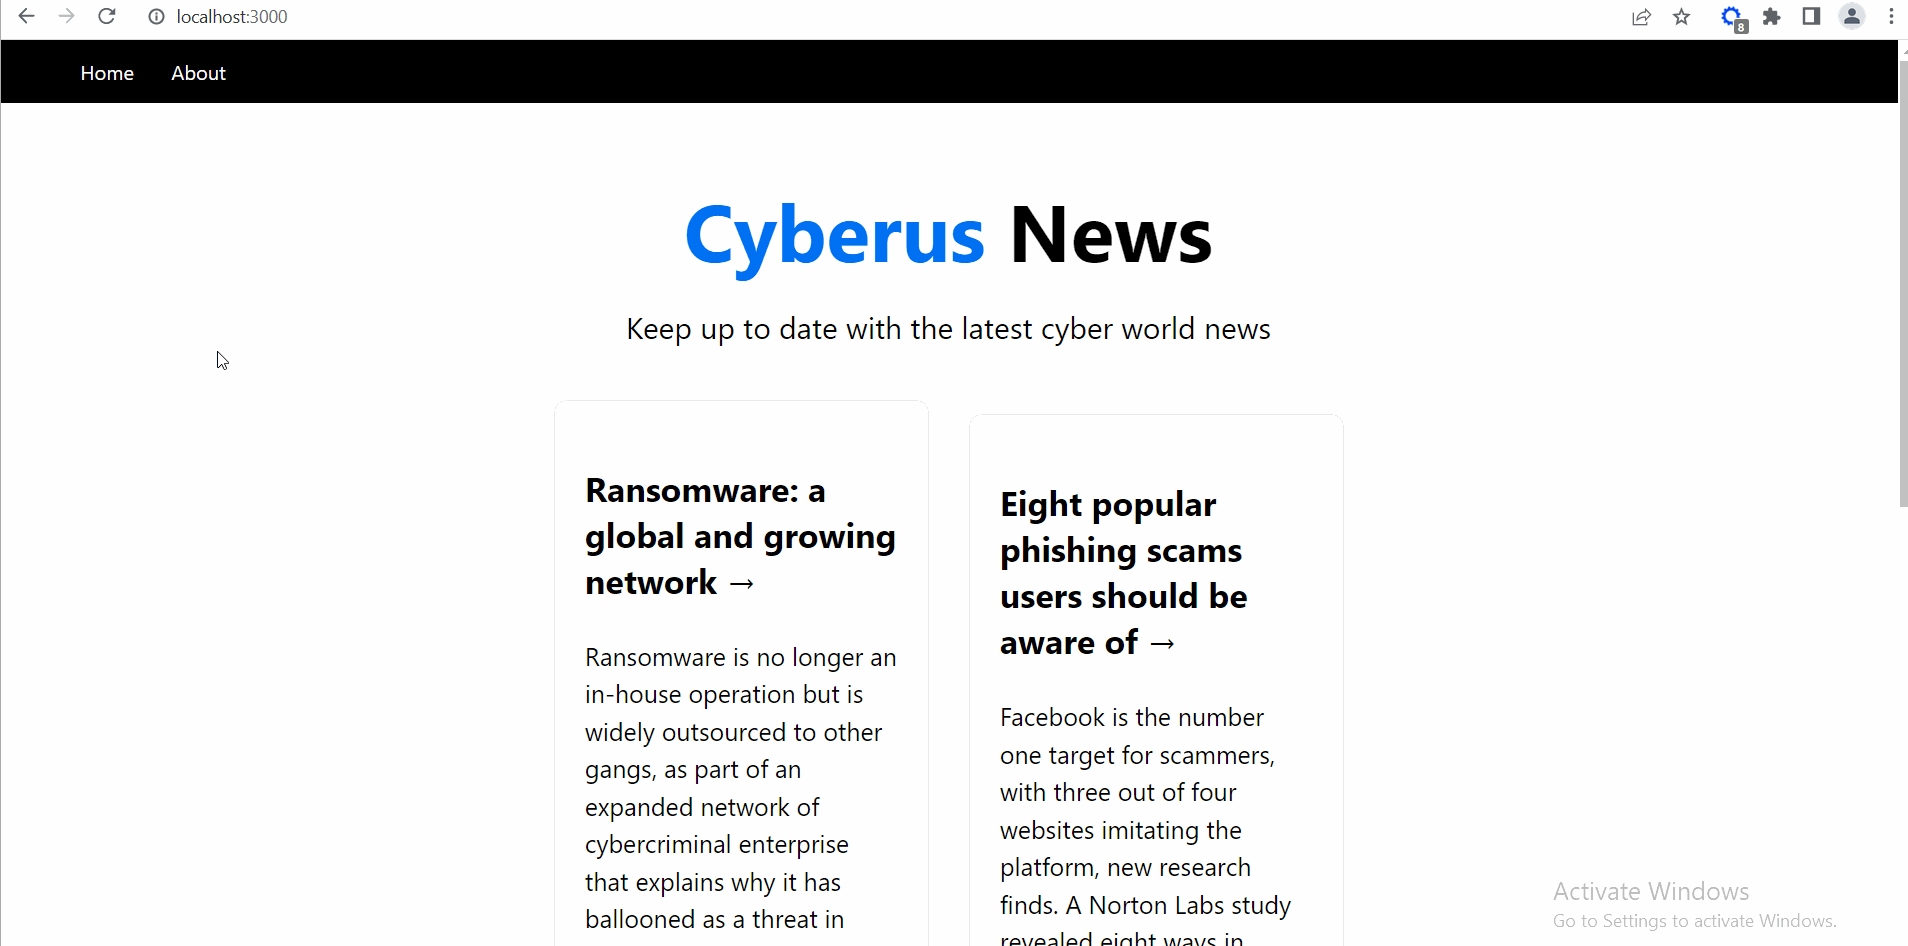 localhost:3000
8
Home About
Cyberus News
Keep up to date with the latest cyber world news
Ransomware: a
global and growing
network →
Ransomware is no longer an
in-house operation but is
widely outsourced to other
gangs, as part of an
expanded network of
cybercriminal enterprise
that explains why it has
ballooned as a threat in
Eight popular
phishing scams
users should be
aware of →
Facebook is the number
one target for scammers,
with three out of four
websites imitating the
platform, new research
finds. A Norton Labs study
revealed eight ways in
Activate Windows
Go to Settings to activate Windows.